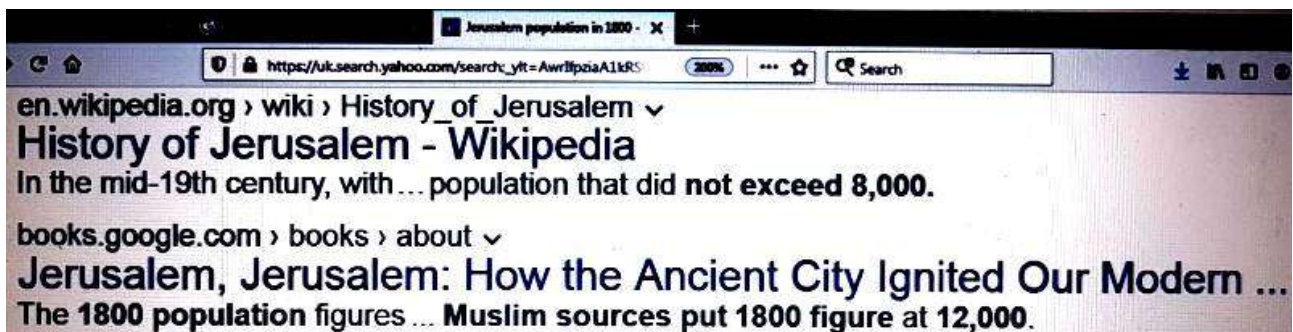 Jerusalem population in 1800 -
https://uk.search.yahoo.com/search;_ylt=AwrIfpziaA1kRS
200%
Search
en.wikipedia.org › wiki › History_of_Jerusalem
History of Jerusalem - Wikipedia
In the mid-19th century, with ... population that did not exceed 8,000.
books.google.com › books › about
Jerusalem, Jerusalem: How the Ancient City Ignited Our Modern ...
The 1800 population figures ... Muslim sources put 1800 figure at 12,000.